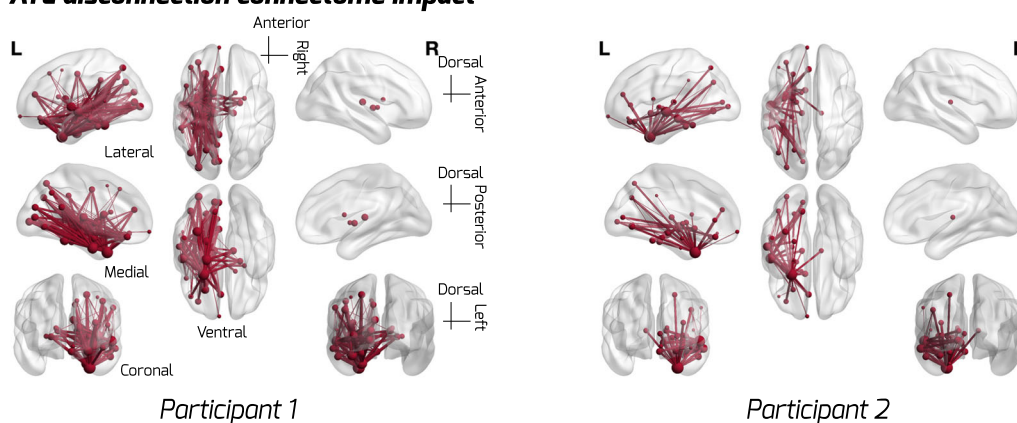 disconnection connectome impact
Anterior
Right
L
R
Dorsal
Anterior
Lateral
Dorsal
Posterior
Medial
Dorsal
Left
Ventral
Coronal
Participant 1
L
Participant 2